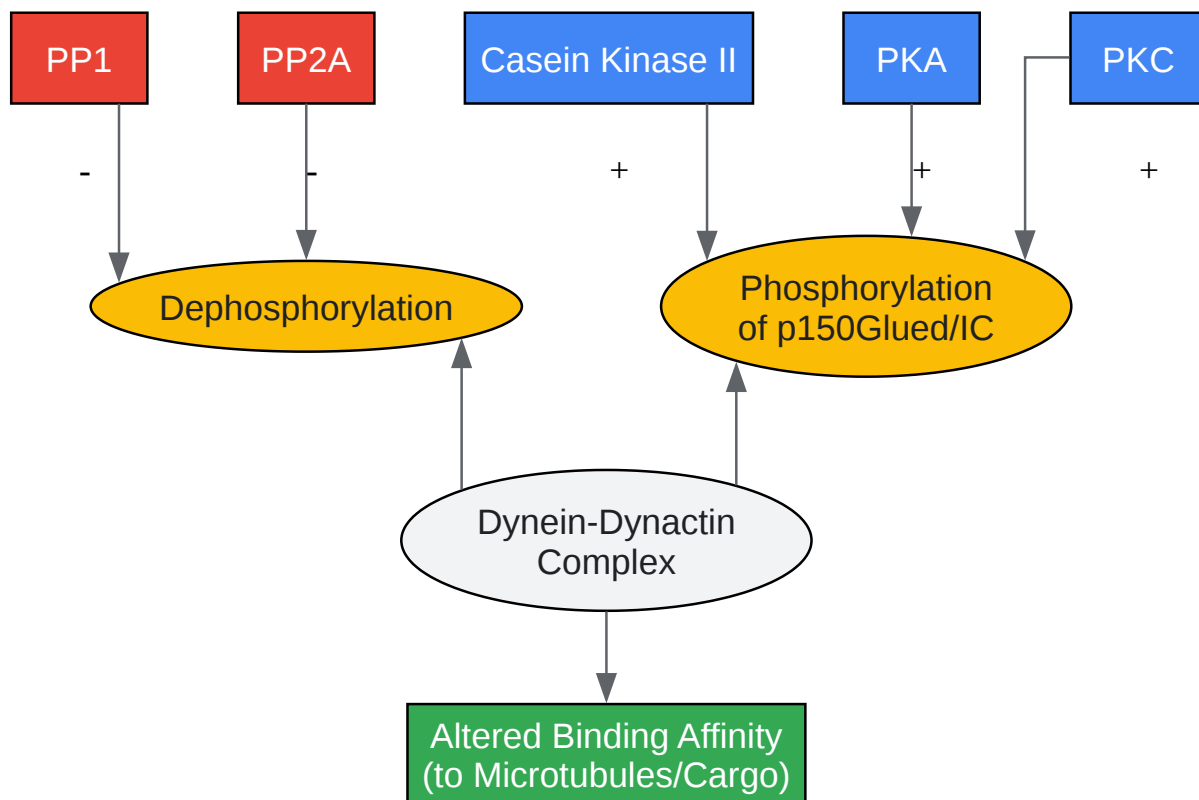 PP1
PP2A
Casein Kinase II
PKA
PKC
-
-
+
+
+
Dephosphorylation
Phosphorylation
of p150Glued/IC
Dynein-Dynactin
Complex
Altered Binding Affinity
(to Microtubules/Cargo)